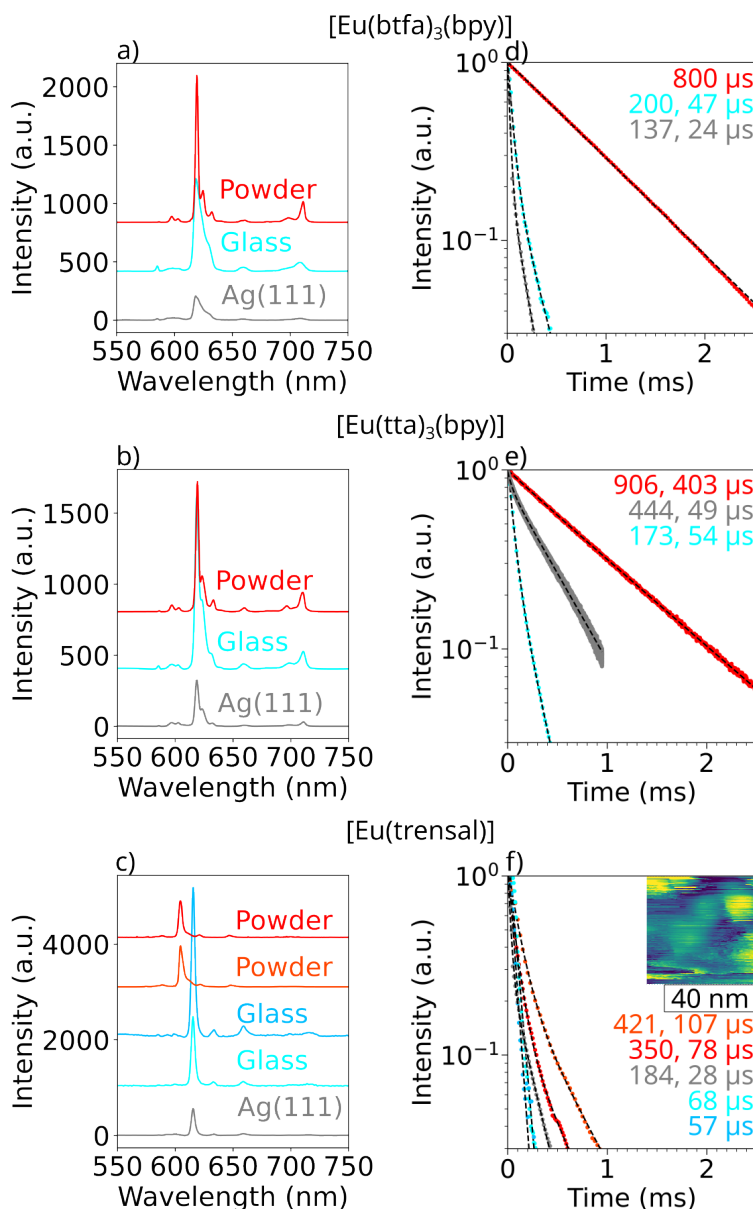 [Eu(btfa)₃(bpy)]
a)
Intensity (a.u.)
2000
1500
1000
500
0
Powder
Glass
Ag(111)
550 600 650 700 750
Wavelength (nm)
d)
Intensity (a.u.)
10⁰
10⁻¹
800 µs
200, 47 µs
137, 24 µs
0 1 2
Time (ms)
[Eu(tta)₃(bpy)]
b)
Intensity (a.u.)
1500
1000
500
0
Powder
Glass
Ag(111)
550 600 650 700 750
Wavelength (nm)
e)
Intensity (a.u.)
10⁰
10⁻¹
906, 403 µs
444, 49 µs
173, 54 µs
0 1 2
Time (ms)
[Eu(trensal)]
c)
Intensity (a.u.)
4000
2000
0
Powder
Powder
Glass
Glass
Ag(111)
550 600 650 700 750
Wavelength (nm)
f)
Intensity (a.u.)
10⁰
10⁻¹
40 nm
421, 107 µs
350, 78 µs
184, 28 µs
68 µs
57 µs
0 1 2
Time (ms)